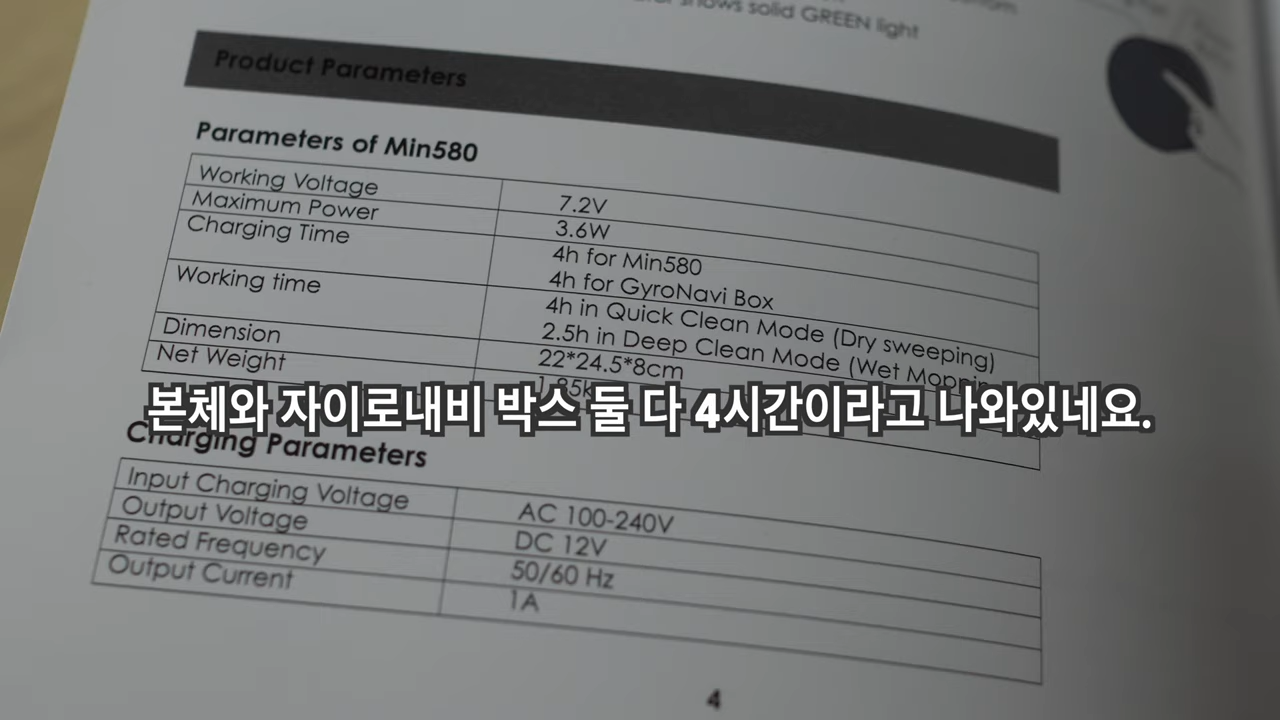 shows solid GREEN light
Product Parameters
Parameters of Min580
Working Voltage 7.2V
Maximum Power 3.6W
Charging Time 4h for Min580
4h for GyroNavi Box
Working time 4h in Quick Clean Mode (Dry sweeping)
2.5h in Deep Clean Mode (Wet
Dimension 22*24.5*8cm
Net Weight
본체와 자이로내비 박스 둘 다 4시간이라고 나와있네요.
Charging Parameters
Input Charging Voltage AC 100-240V
Output Voltage DC 12V
Rated Frequency 50/60 Hz
Output Current 1A
4